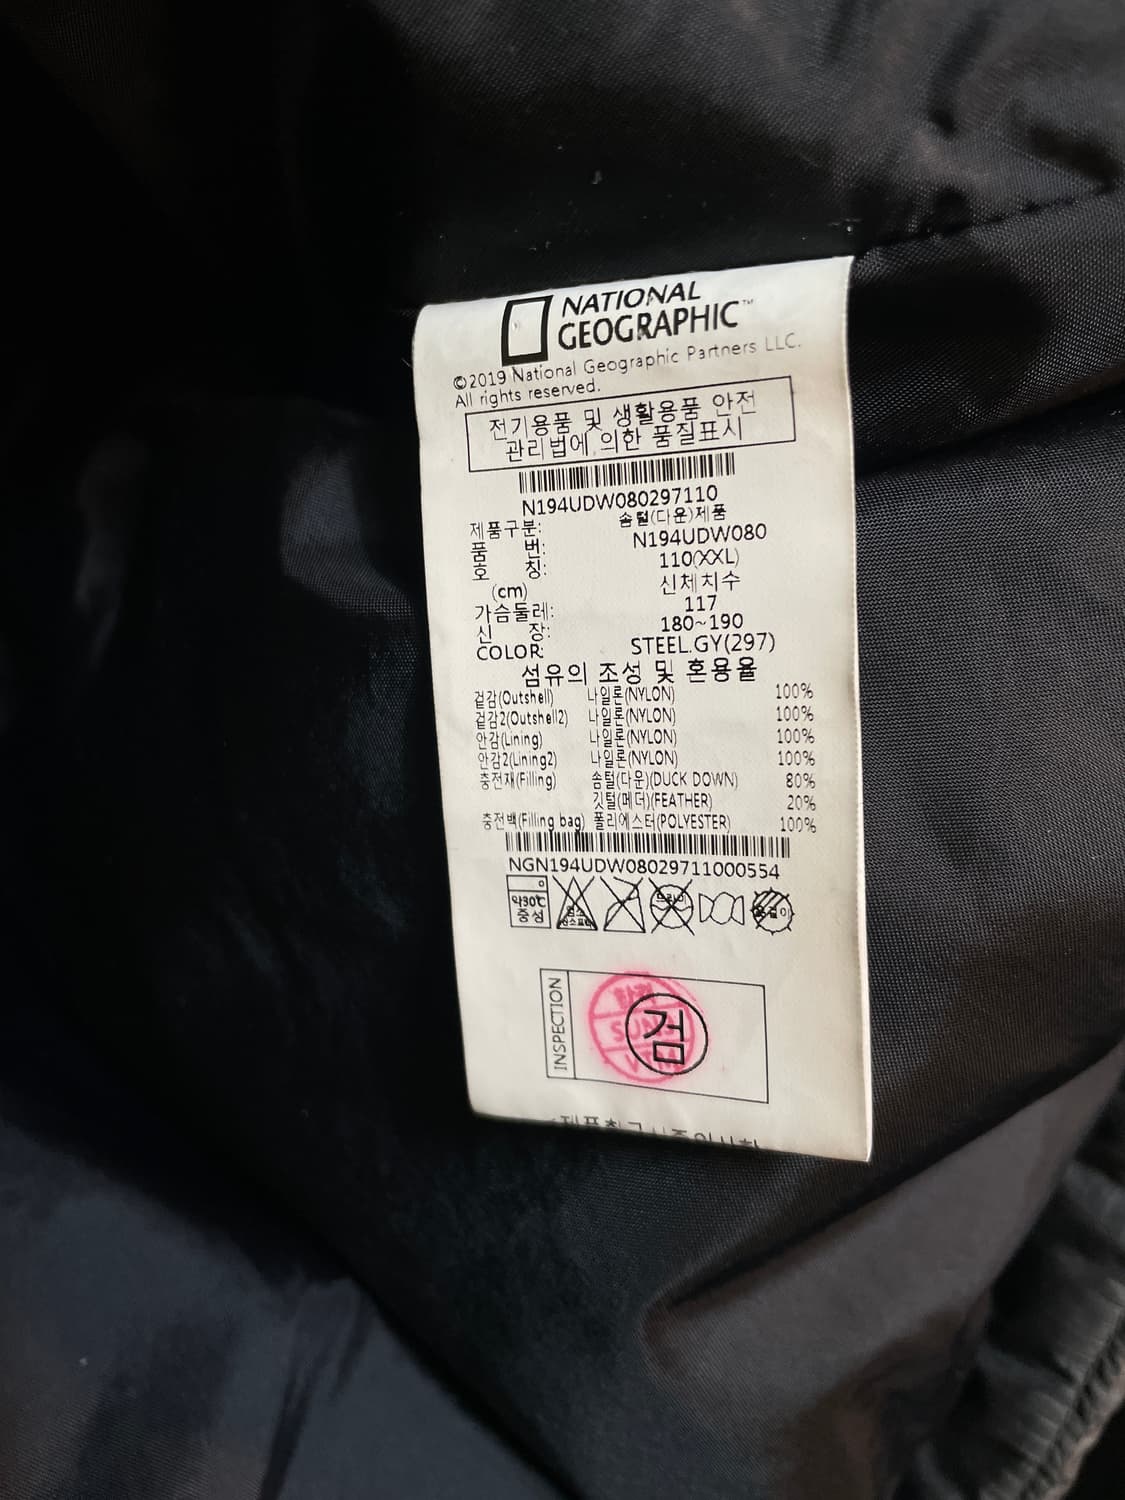 NATIONAL
GEOGRAPHIC™
©2019 National Geographic Partners LLC.
All rights reserved.
전기용품 및 생활용품 안전
관리법에 의한 품질표시
N194UDW080297110
제품구분: 솜털(다운)제품
품 번: N194UDW080
호 칭: 110(XXL)
(cm) 신체치수
가슴둘레: 117
신 장: 180~190
COLOR: STEEL.GY(297)
섬유의 조성 및 혼용율
겉감(Outshell) 나일론(NYLON) 100%
겉감2(Outshell2) 나일론(NYLON) 100%
안감(Lining) 나일론(NYLON) 100%
안감2(Lining2) 나일론(NYLON) 100%
충전재(Filling) 솜털(다운)(DUCK DOWN) 80%
깃털(페더)(FEATHER) 20%
충전백(Filling bag) 폴리에스터(POLYESTER) 100%
NGN194UDW08029711000554
약30℃
중성
드라이
옷걸이
INSPECTION
검